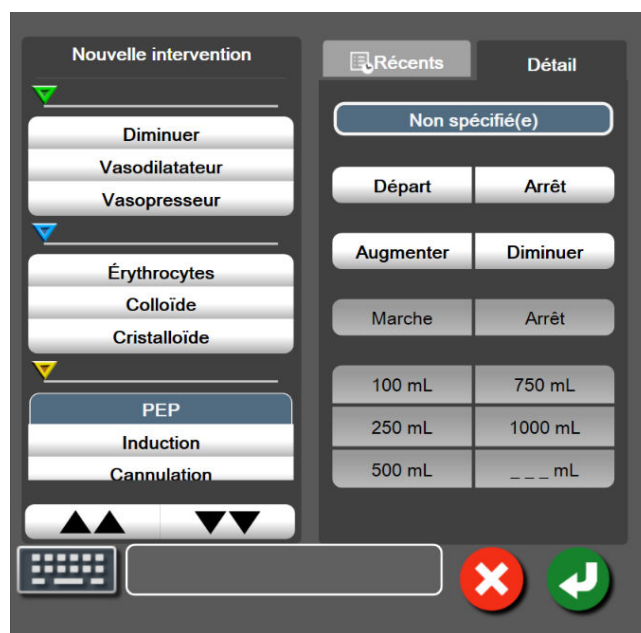 Nouvelle intervention
Diminuer
Vasodilatateur
Vasopresseur
Érythrocytes
Colloïde
Cristalloïde
PEP
Induction
Cannulation
Récents
Détail
Non spécifié(e)
Départ Arrêt
Augmenter Diminuer
Marche Arrêt
100 mL 750 mL
250 mL 1000 mL
500 mL _ _ _ mL